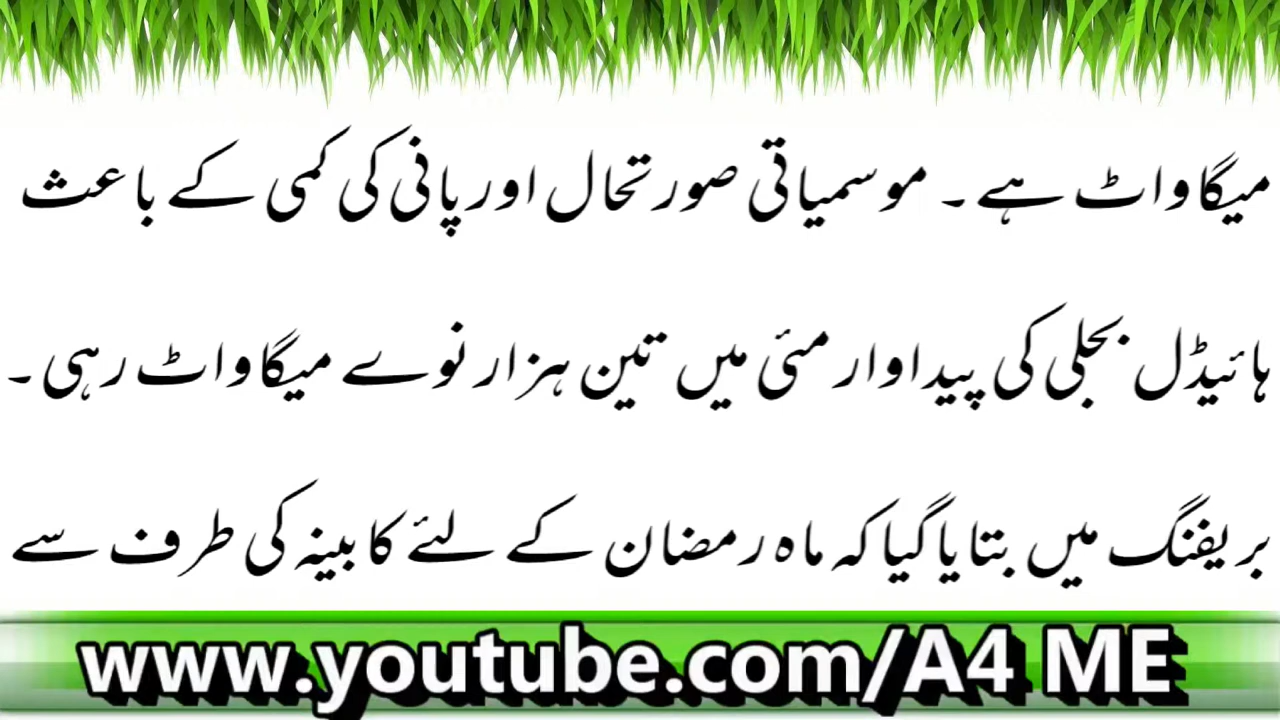 میگاواٹ ہے۔ موسمیاتی صورتحال اور پانی کی کمی کے باعث
ہائیڈل بجلی کی پیداوار مئی میں تین ہزار نوے میگاواٹ رہی۔
بریفنگ میں بتایا گیا کہ ماہ رمضان کے لئے کابینہ کی طرف سے
www.youtube.com/A4 ME